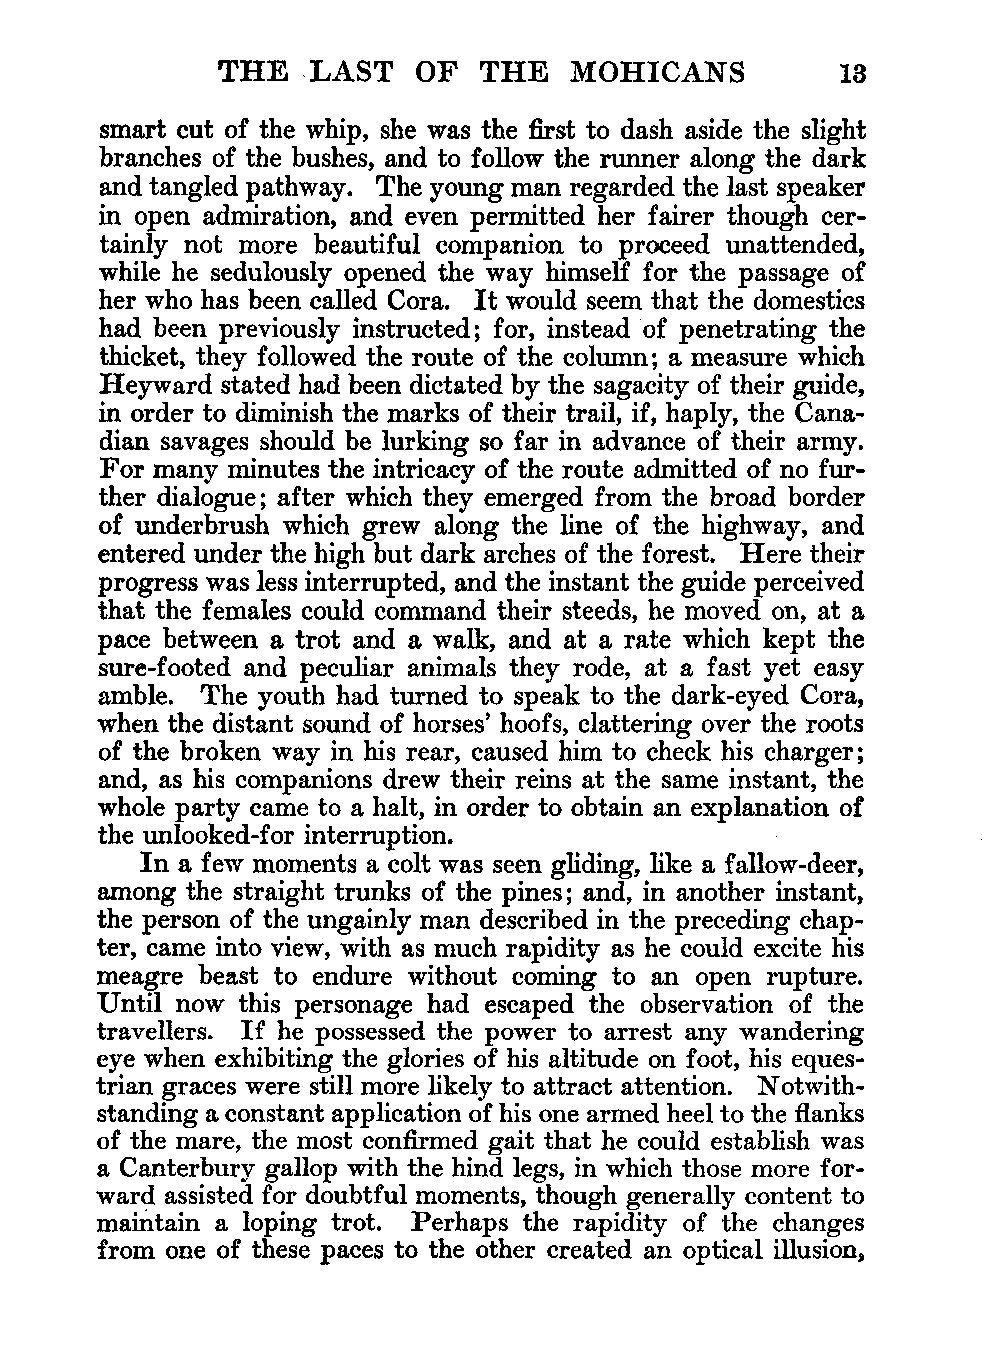 THE LAST OF THE MOHICANS 13
smart cut of the whip, she was the first to dash aside the slight
branches of the bushes, and to follow the runner along the dark
and tangled pathway. The young man regarded the last speaker
in open admiration, and even permitted her fairer though cer-
tainly not more beautiful companion to proceed unattended,
while he sedulously opened the way himself for the passage of
her who has been called Cora. It would seem that the domestics
had been previously instructed; for, instead of penetrating the
thicket, they followed the route of the column; a measure which
Heyward stated had been dictated by the sagacity of their guide,
in order to diminish the marks of their trail, if, haply, the Cana-
dian savages should be lurking so far in advance of their army.
For many minutes the intricacy of the route admitted of no fur-
ther dialogue; after which they emerged from the broad border
of underbrush which grew along the line of the highway, and
entered under the high but dark arches of the forest. Here their
progress was less interrupted, and the instant the guide perceived
that the females could command their steeds, he moved on, at a
pace between a trot and a walk, and at a rate which kept the
sure-footed and peculiar animals they rode, at a fast yet easy
amble. The youth had turned to speak to the dark-eyed Cora,
when the distant sound of horses' hoofs, clattering over the roots
of the broken way in his rear, caused him to check his charger;
and, as his companions drew their reins at the same instant, the
whole party came to a halt, in order to obtain an explanation of
the unlooked-for interruption.
In a few moments a colt was seen gliding, like a fallow-deer,
among the straight trunks of the pines; and, in another instant,
the person of the ungainly man described in the preceding chap-
ter, came into view, with as much rapidity as he could excite his
meagre beast to endure without coming to an open rupture.
Until now this personage had escaped the observation of the
travellers. If he possessed the power to arrest any wandering
eye when exhibiting the glories of his altitude on foot, his eques-
trian graces were still more likely to attract attention. Notwith-
standing a constant application of his one armed heel to the flanks
of the mare, the most confirmed gait that he could establish was
a Canterbury gallop with the hind legs, in which those more for-
ward assisted for doubtful moments, though generally content to
maintain a loping trot. Perhaps the rapidity of the changes
from one of these paces to the other created an optical illusion,